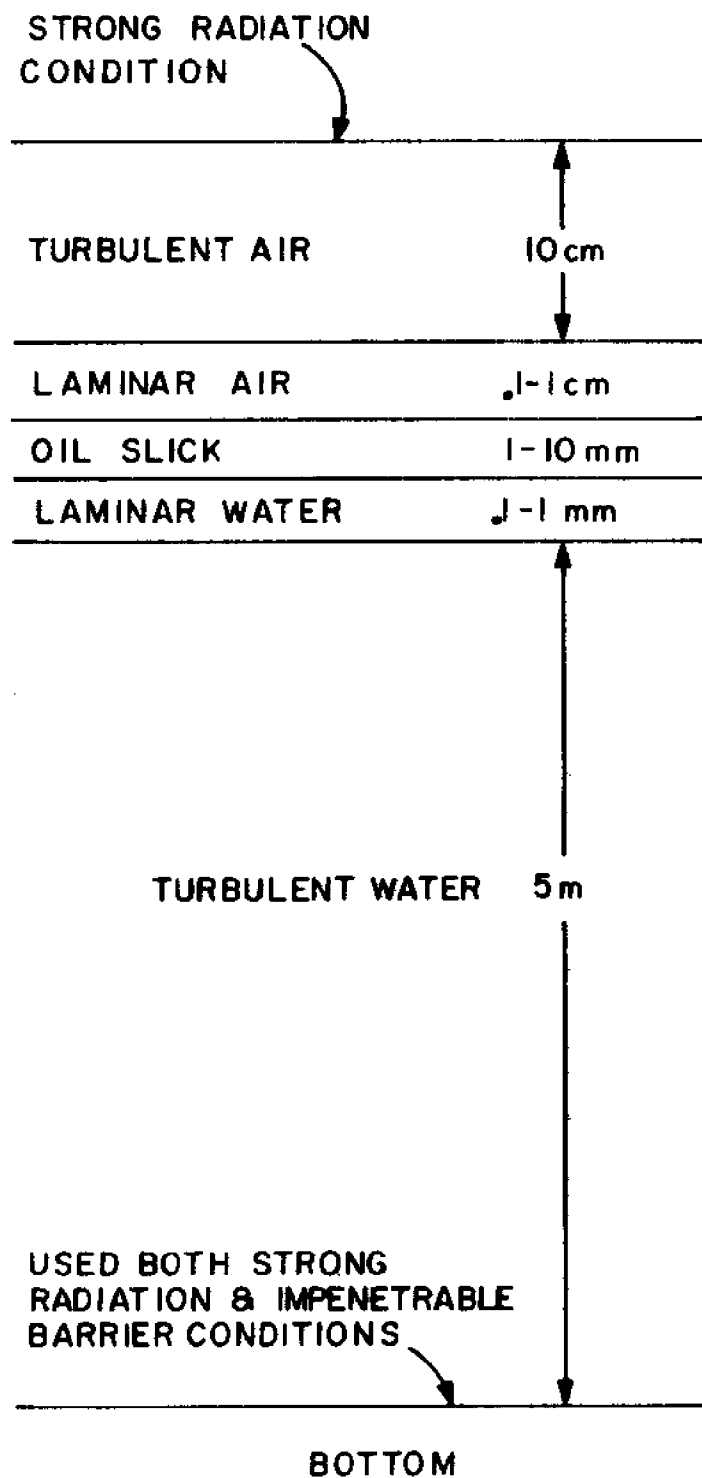 STRONG RADIATION
CONDITION
TURBULENT AIR 10cm
LAMINAR AIR .1-1cm
OIL SLICK 1-10mm
LAMINAR WATER .1-1 mm
TURBULENT WATER 5m
USED BOTH STRONG
RADIATION & IMPENETRABLE
BARRIER CONDITIONS
BOTTOM